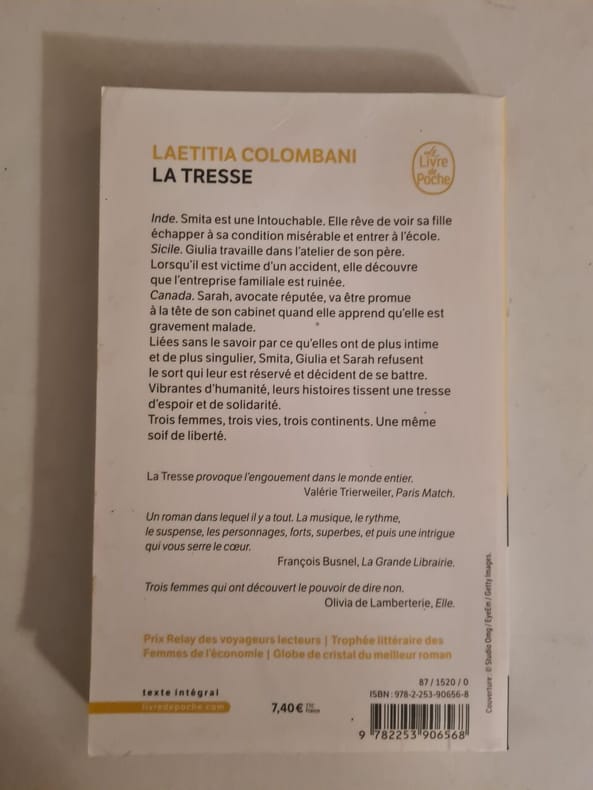 LAETITIA COLOMBANI
LA TRESSE
Le
Livre
de
Poche
Inde. Smita est une Intouchable. Elle rêve de voir sa fille
échapper à sa condition misérable et entrer à l'école.
Sicile. Giulia travaille dans l'atelier de son père.
Lorsqu'il est victime d'un accident, elle découvre
que l'entreprise familiale est ruinée.
Canada. Sarah, avocate réputée, va être promue
à la tête de son cabinet quand elle apprend qu'elle est
gravement malade.
Liées sans le savoir par ce qu'elles ont de plus intime
et de plus singulier, Smita, Giulia et Sarah refusent
le sort qui leur est réservé et décident de se battre.
Vibrantes d'humanité, leurs histoires tissent une tresse
d'espoir et de solidarité.
Trois femmes, trois vies, trois continents. Une même
soif de liberté.
La Tresse provoque l'engouement dans le monde entier.
Valérie Trierweiler, Paris Match.
Un roman dans lequel il y a tout. La musique, le rythme,
le suspense, les personnages, forts, superbes, et puis une intrigue
qui vous serre le cœur.
François Busnel, La Grande Librairie.
Trois femmes qui ont découvert le pouvoir de dire non.
Olivia de Lamberterie, Elle.
Prix Relay des voyageurs lecteurs | Trophée littéraire des
Femmes de l'économie | Globe de cristal du meilleur roman
texte intégral
livredepoche.com
7,40 €
TTC
France
87 / 1520 / 0
ISBN : 978-2-253-90656-8
9 782253 906568
Couverture : © Studio Omg / EyeEm / Getty Images.